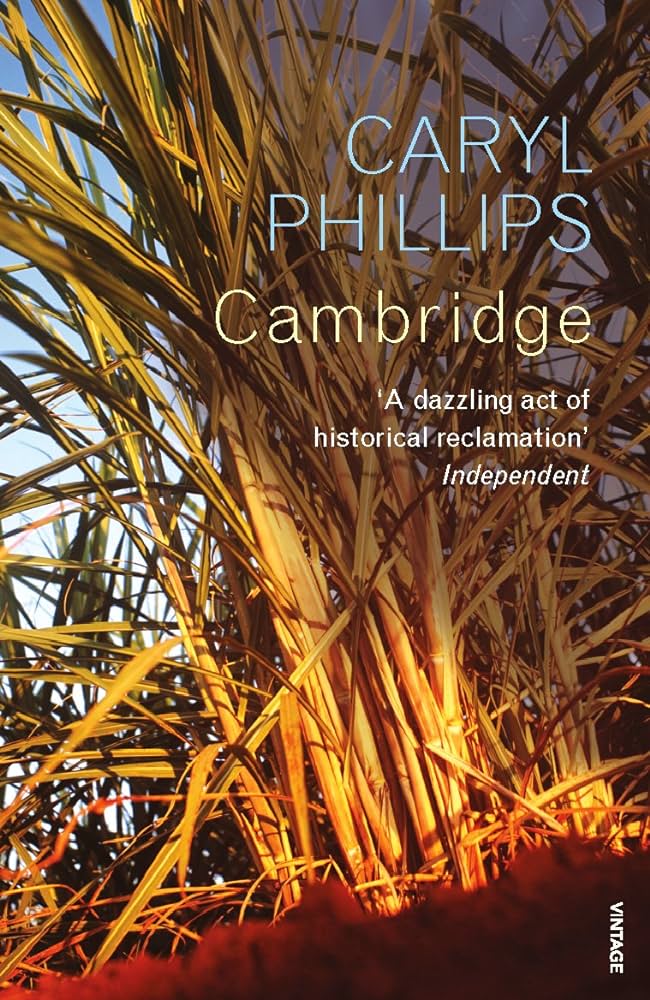 CARYL
PHILLIPS
Cambridge
‘A dazzling act of
historical reclamation’
Independent
VINTAGE